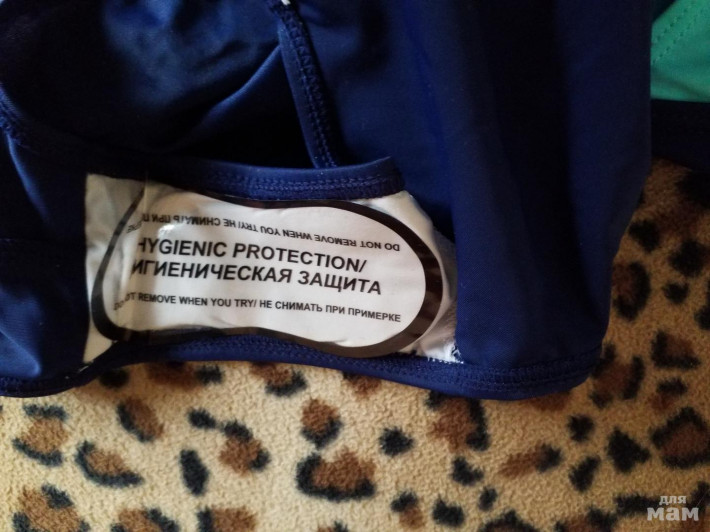 DO NOT REMOVE WHEN YOU TRY/ НЕ СНИМАТЬ ПРИ
HYGIENIC PROTECTION/
ИГИЕНИЧЕСКАЯ ЗАЩИТА
REMOVE WHEN YOU TRY/ НЕ СНИМАТЬ ПРИ ПРИМЕРКЕ
для
мам